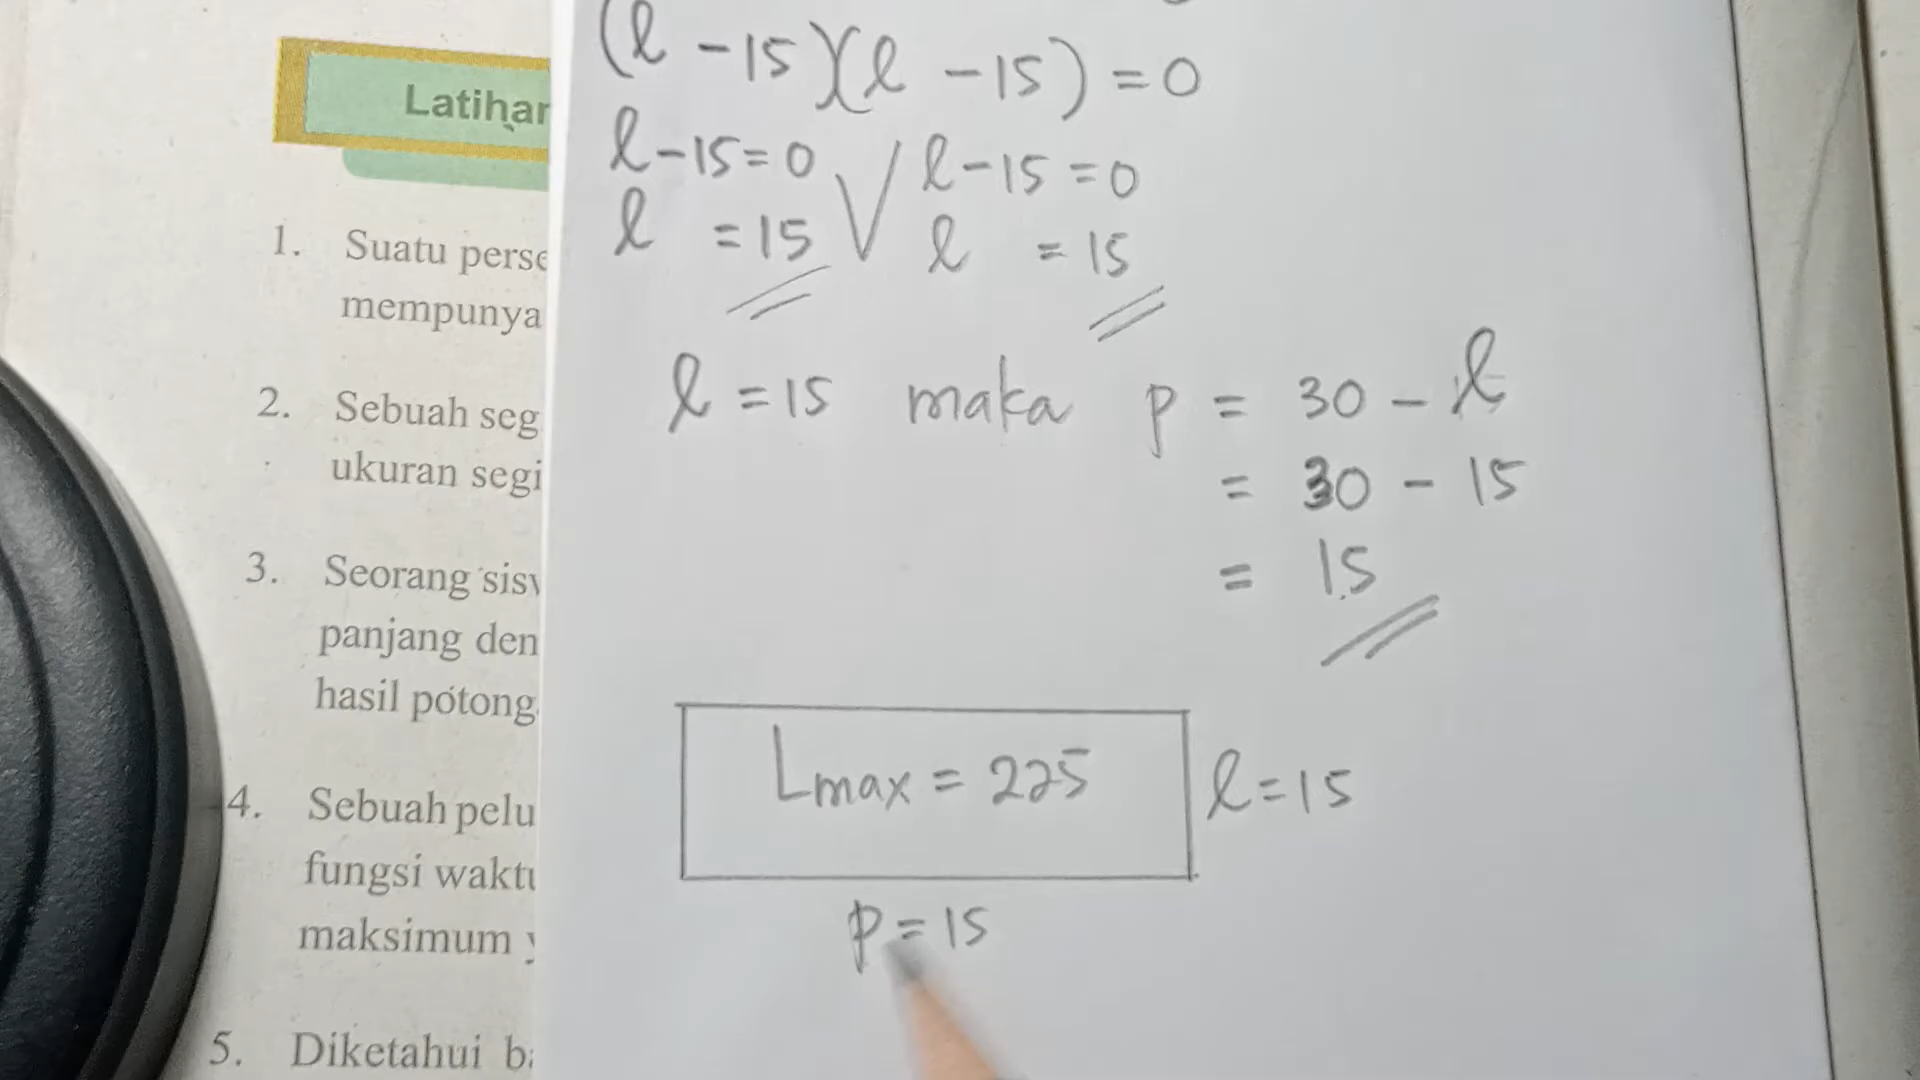 Latihan
1. Suatu perse
mempunya
2. Sebuah seg
ukuran segi
3. Seorang sisw
panjang den
hasil potong
4. Sebuah pelu
fungsi waktu
maksimum y
5. Diketahui ba
(l - 15)(l - 15) = 0
l - 15 = 0 V l - 15 = 0
l = 15 l = 15
l = 15 maka p = 30 - l
= 30 - 15
= 15
Lmax = 225 l = 15
p = 15